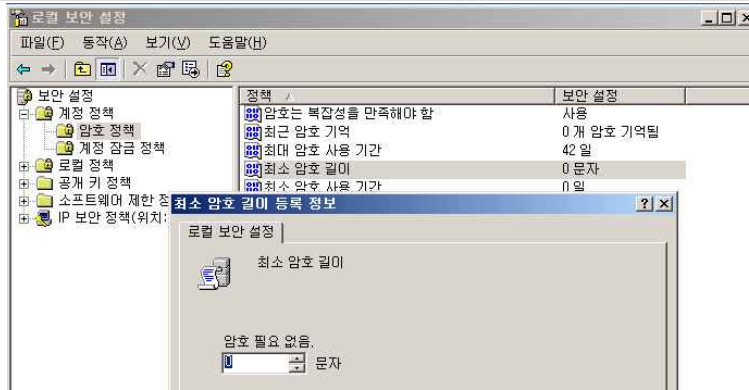 로컬 보안 설정
파일(F) 동작(A) 보기(V) 도움말(H)
보안 설정
계정 정책
암호 정책
계정 잠금 정책
로컬 정책
공개 키 정책
소프트웨어 제한 정
IP 보안 정책(위치:
정책 보안 설정
암호는 복잡성을 만족해야 함 사용
최근 암호 기억 0 개 암호 기억됨
최대 암호 사용 기간 42 일
최소 암호 길이 0 문자
최소 암호 사용 기간 0 일
최소 암호 길이 등록 정보
로컬 보안 설정
최소 암호 길이
암호 필요 없음.
0 문자